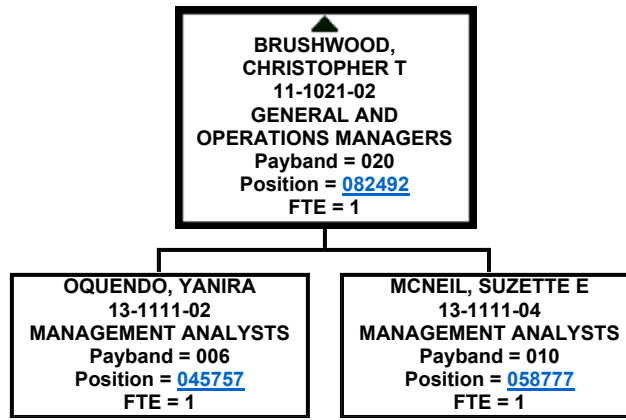 BRUSHWOOD,
CHRISTOPHER T
11-1021-02
GENERAL AND
OPERATIONS MANAGERS
Payband = 020
Position = 082492
FTE = 1
OQUENDO, YANIRA
13-1111-02
MANAGEMENT ANALYSTS
Payband = 006
Position = 045757
FTE = 1
MCNEIL, SUZETTE E
13-1111-04
MANAGEMENT ANALYSTS
Payband = 010
Position = 058777
FTE = 1